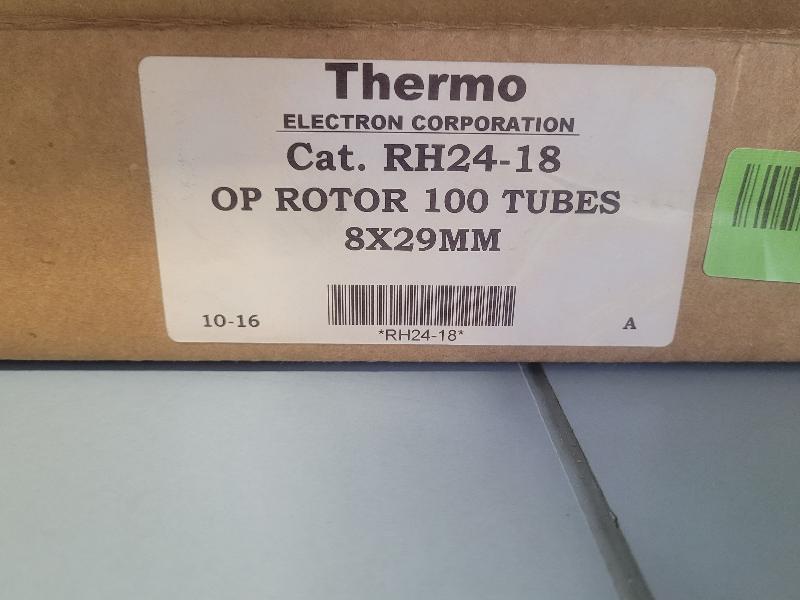 Thermo
ELECTRON CORPORATION
Cat. RH24-18
OP ROTOR 100 TUBES
8X29MM
*RH24-18*
10-16
A